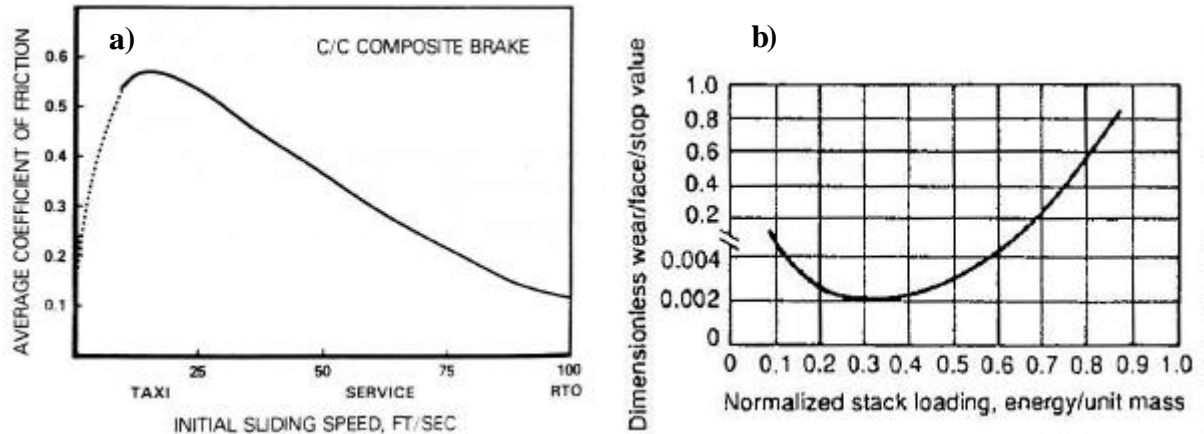 a)
C/C COMPOSITE BRAKE
AVERAGE COEFFICIENT OF FRICTION
0.6
0.5
0.4
0.3
0.2
0.1
25
50
75
100
TAXI
SERVICE
RTO
INITIAL SLIDING SPEED, FT/SEC
b)
Dimensionless wear/face/stop value
1.0
0.8
0.6
0.4
0.2
0.004
0.002
0
0 0.1 0.2 0.3 0.4 0.5 0.6 0.7 0.8 0.9 1.0
Normalized stack loading, energy/unit mass